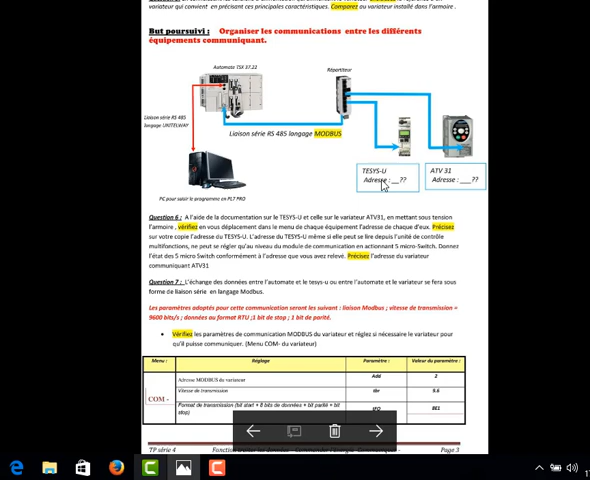 variateur qui convient en précisant ces principales caractéristiques. Comparez au variateur installé dans l'armoire .
But poursuivi : Organiser les communications entre les différents
équipements communiquant.
Automate TSX 37.22
Répartiteur
Liaison série RS 485
langage UNITELWAY
Liaison série RS 485 langage MODBUS
TESYS-U
Adresse : __??
ATV 31
Adresse : ___??
PC pour saisir le programme en PL7 PRO
Question 6 : A l'aide de la documentation sur le TESYS-U et celle sur le variateur ATV31, en mettant sous tension
l'armoire , vérifiez en vous déplacement dans le menu de chaque équipement l'adresse de chaque d'eux. Précisez
sur votre copie l'adresse du TESYS-U. L'adresse du TESYS-U même si elle peut se lire depuis l'unité de contrôle
multifonctions, ne peut se régler qu'au niveau du module de communication en actionnant 5 micro-Switch. Donnez
l'état des 5 micro Switch conformément à l'adresse que vous avez relevé. Précisez l'adresse du variateur
communiquant ATV31
Question 7 : L'échange des données entre l'automate et le tesys-u ou entre l'automate et le variateur se fera sous
forme de liaison série en langage Modbus.
Les paramètres adoptés pour cette communication seront les suivant : liaison Modbus ; vitesse de transmission =
9600 bits/s ; données au format RTU ; 1 bit de stop ; 1 bit de parité.
• Vérifiez les paramètres de communication MODBUS du variateur et réglez si nécessaire le variateur pour
qu'il puisse communiquer. (Menu COM- du variateur)
Menu : Réglage Paramètre : Valeur du paramètre :
COM -
Adresse MODBUS du variateur Add 2
Vitesse de transmission tbr 9.6
Format de transmission (bit start + 8 bits de données + bit parité + bit
stop) tFO 8E1
TP série 4 Page 3